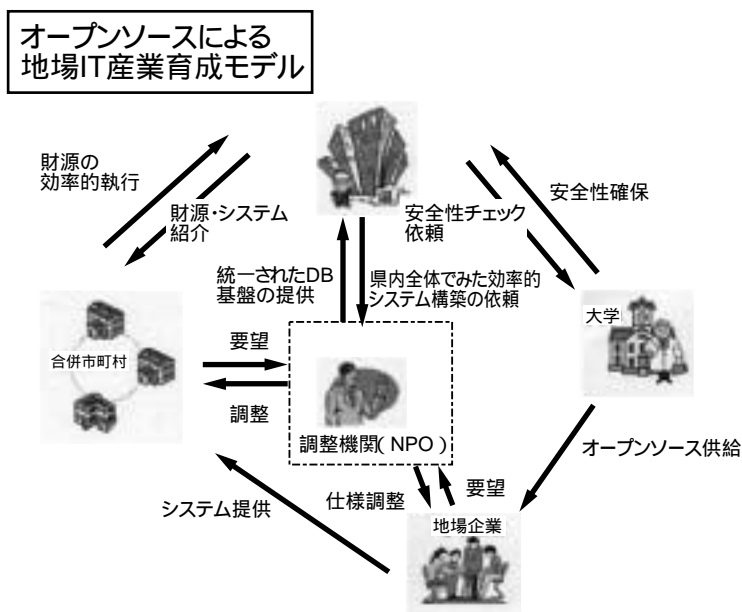 オープンソースによる
地場IT産業育成モデル
財源の
効率的執行
財源・システム
紹介
安全性チェック
依頼
安全性確保
統一されたDB
基盤の提供
県内全体でみた効率的
システム構築の依頼
合併市町村
要望
調整
大学
調整機関(NPO)
オープンソース供給
システム提供
仕様調整
要望
地場企業